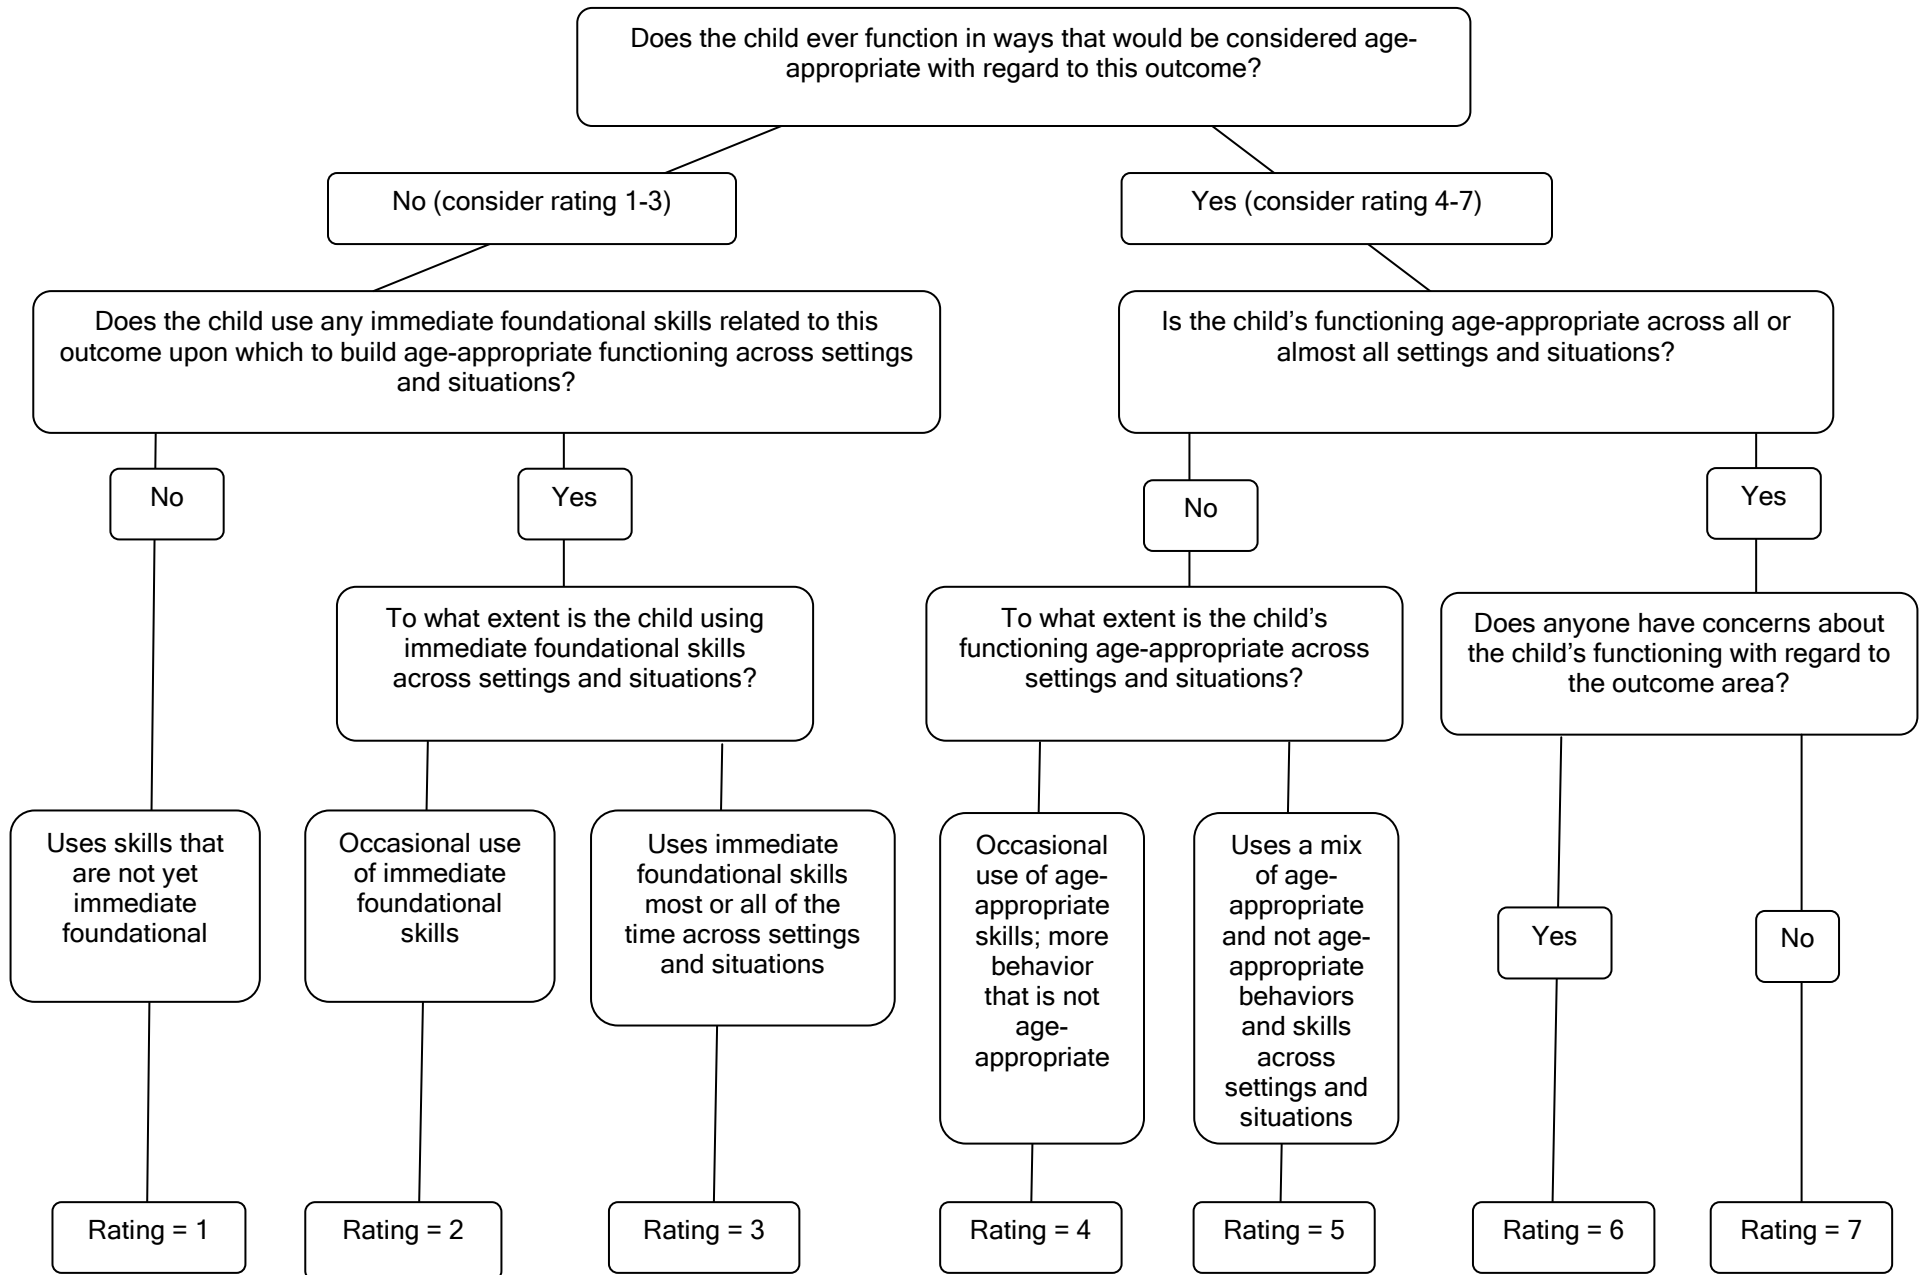 Does the child ever function in ways that would be considered age-
appropriate with regard to this outcome?
No (consider rating 1-3)
Yes (consider rating 4-7)
Does the child use any immediate foundational skills related to this
outcome upon which to build age-appropriate functioning across settings
and situations?
Is the child’s functioning age-appropriate across all or
almost all settings and situations?
No
Yes
No
Yes
To what extent is the child using
immediate foundational skills
across settings and situations?
To what extent is the child’s
functioning age-appropriate across
settings and situations?
Does anyone have concerns about
the child’s functioning with regard to
the outcome area?
Uses skills that
are not yet
immediate
foundational
Occasional use
of immediate
foundational
skills
Uses immediate
foundational skills
most or all of the
time across settings
and situations
Occasional
use of age-
appropriate
skills; more
behavior
that is not
age-
appropriate
Uses a mix
of age-
appropriate
and not age-
appropriate
behaviors
and skills
across
settings and
situations
Yes
No
Rating = 1
Rating = 2
Rating = 3
Rating = 4
Rating = 5
Rating = 6
Rating = 7